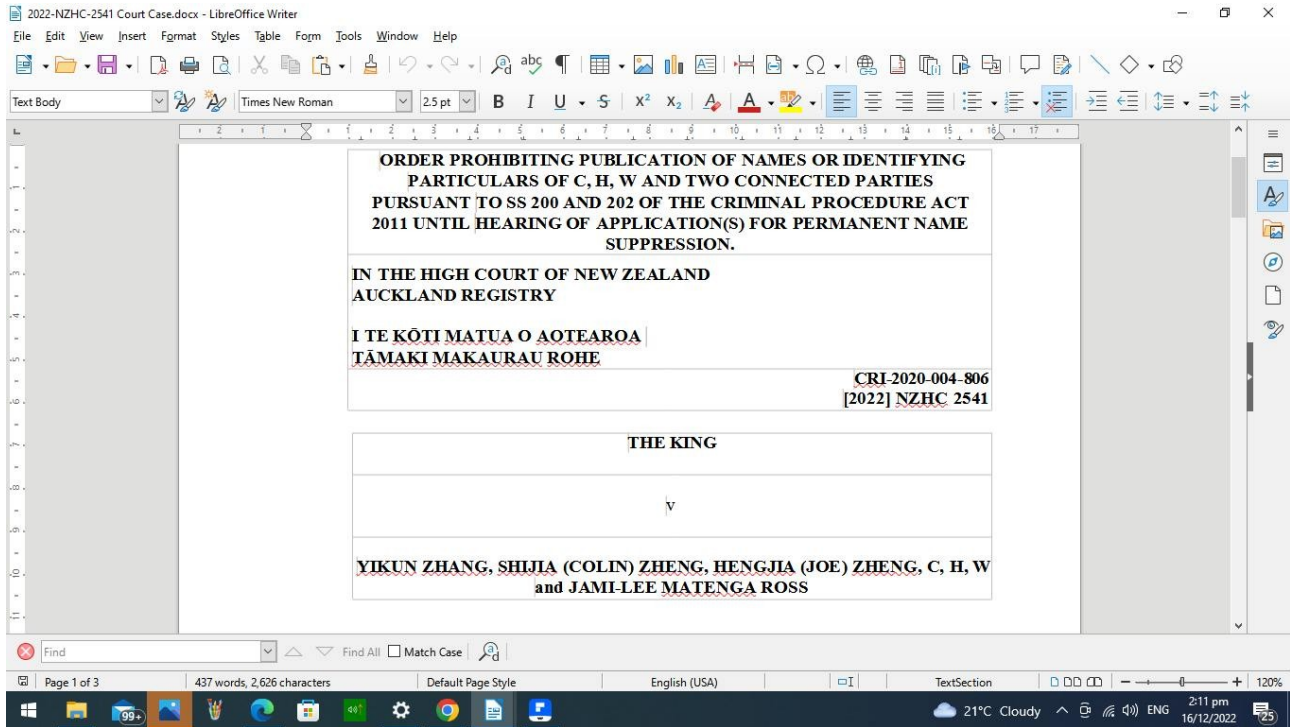 2022-NZHC-2541 Court Case.docx - LibreOffice Writer
File Edit View Insert Format Styles Table Form Tools Window Help
Text Body
Times New Roman
2.5 pt
ORDER PROHIBITING PUBLICATION OF NAMES OR IDENTIFYING
PARTICULARS OF C, H, W AND TWO CONNECTED PARTIES
PURSUANT TO SS 200 AND 202 OF THE CRIMINAL PROCEDURE ACT
2011 UNTIL HEARING OF APPLICATION(S) FOR PERMANENT NAME
SUPPRESSION.
IN THE HIGH COURT OF NEW ZEALAND
AUCKLAND REGISTRY
I TE KŌTI MATUA O AOTEAROA
TĀMAKI MAKAURAU ROHE
CRI-2020-004-806
[2022] NZHC 2541
THE KING
v
YIKUN ZHANG, SHIJIA (COLIN) ZHENG, HENGJIA (JOE) ZHENG, C, H, W
and JAMI-LEE MATENGA ROSS
Find Find All Match Case
Page 1 of 3 437 words, 2,626 characters Default Page Style English (USA) TextSection 120%
99+ 21°C Cloudy ENG 2:11 pm
16/12/2022 25